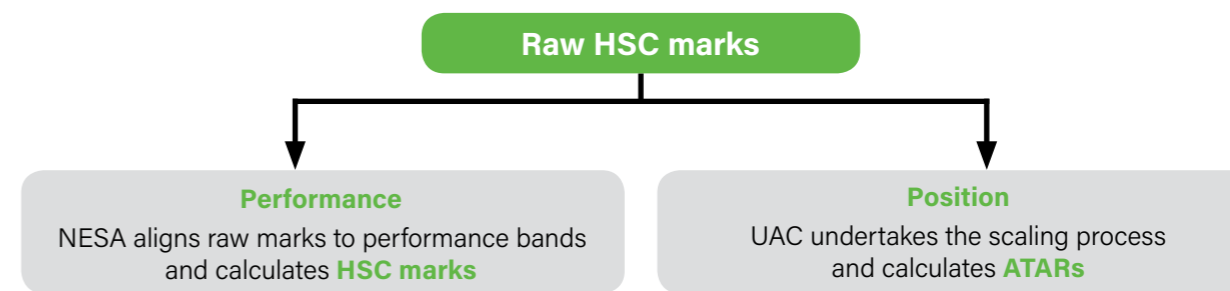 Raw HSC marks
Performance
NESA aligns raw marks to performance bands
and calculates HSC marks
Position
UAC undertakes the scaling process
and calculates ATARs